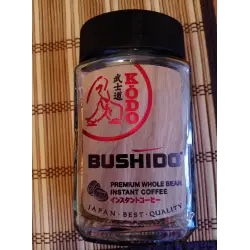 武士道
KODO
BUSHIDO
PREMIUM WHOLE BEAN
INSTANT COFFEE
インスタントコーヒー
JAPAN · BEST · QUALITY